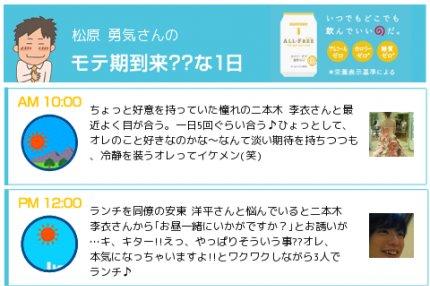 松原 勇気さんの
モテ期到来??な1日
ALL-FREE
いつでもどこでも
飲んでいい のだ。
アルコール ゼロ*
カロリー ゼロ*
糖質 ゼロ*
*栄養表示基準による
AM 10:00
ちょっと好意を持っていた憧れの二本木 李衣さんと最
近よく目が合う。一日5回ぐらい合う♪ひょっとして、
オレのこと好きなのかな〜なんて淡い期待を持ちつつも
、冷静を装うオレってイケメン(笑)
PM 12:00
ランチを同僚の安東 洋平さんと悩んでいると二本木
李衣さんから「お昼一緒にいかがですか?」とお誘いが
…キ、キター!!えっ、やっぱりそういう事??オレ、
本気になっちゃいますよ!!とワクワクしながら3人で
ランチ♪